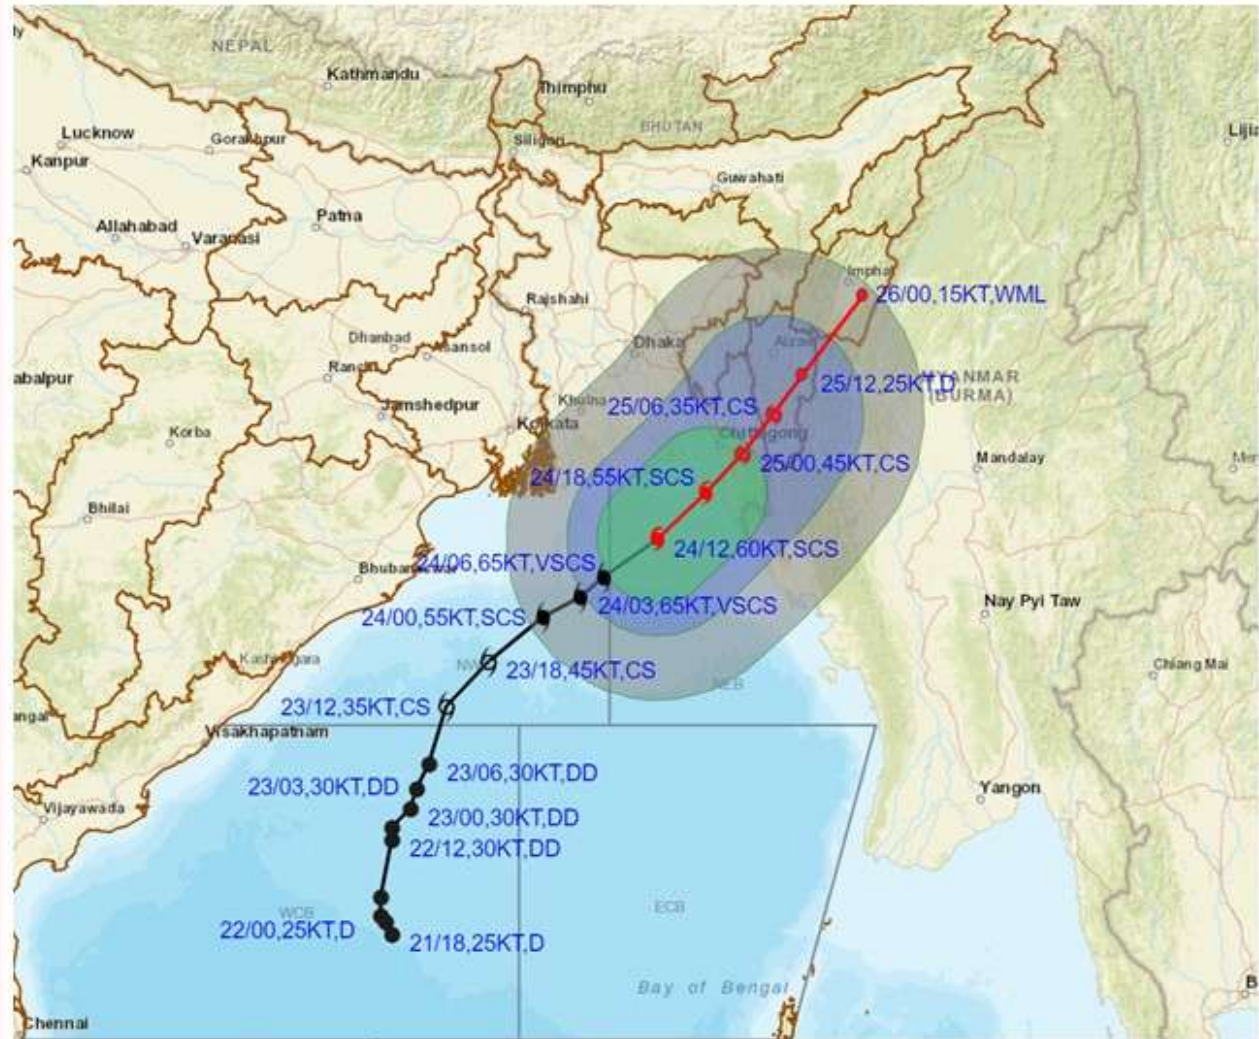 NEPAL
Kathmandu
Thimphu
Lucknow
Gorakhpur
Siliguri
BHUTAN
Kanpur
Guwahati
Patna
Allahabad
Varanasi
Imphal
26/00,15KT,WML
Rajshahi
Dhanbad
Dhaka
Asansol
Ranchi
abalpur
25/12,25KT,D
MYANMAR
(BURMA)
Jamshedpur
Khulna
25/06,35KT,CS
Korba
Kolkata
Chittagong
Mandalay
25/00,45KT,CS
24/18,55KT,SCS
Bhilai
24/12,60KT,SCS
24/06,65KT,VSCS
Bhubaneswar
24/03,65KT,VSCS
Nay Pyi Taw
24/00,55KT,SCS
23/18,45KT,CS
NEB
Chiang Mai
23/12,35KT,CS
Visakhapatnam
23/06,30KT,DD
23/03,30KT,DD
Yangon
Vijayawada
23/00,30KT,DD
22/12,30KT,DD
WCB
ECB
22/00,25KT,D
21/18,25KT,D
Bay of Bengal
Chennai